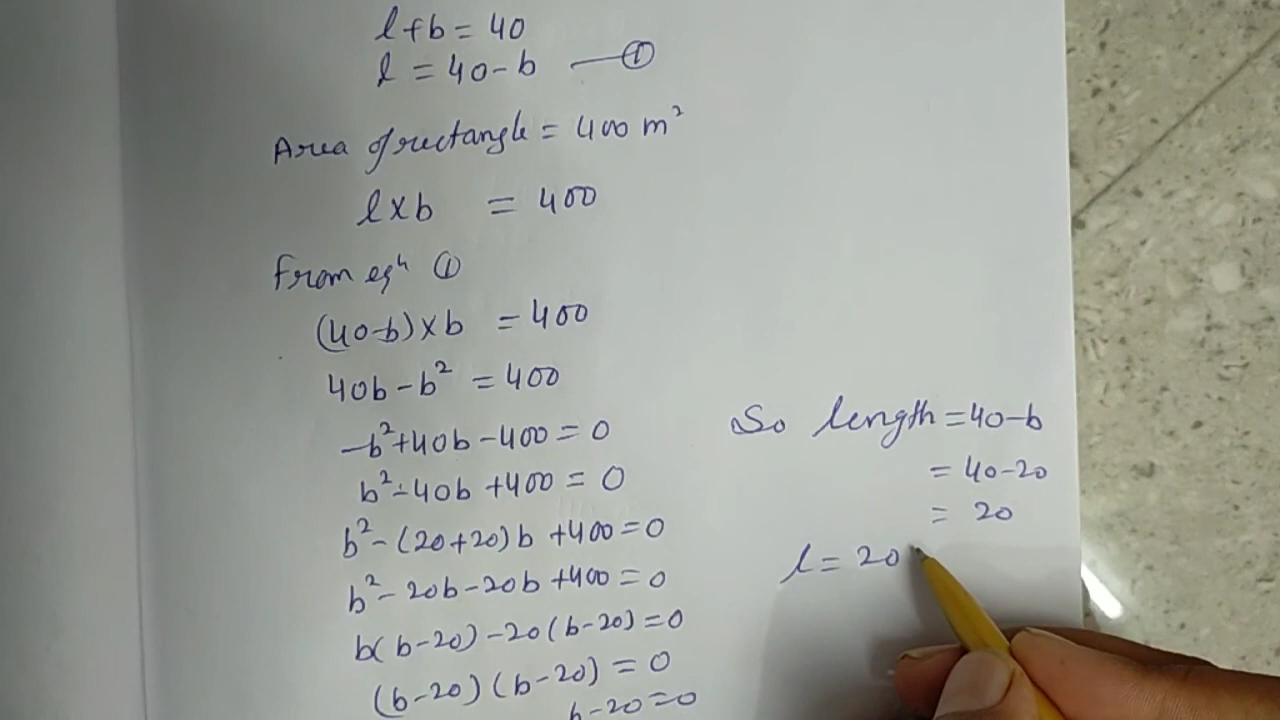 l+b = 40
l = 40-b —①
Area of rectangle = 400 m²
l×b = 400
From eqⁿ ①
(40-b)×b = 400
40b-b² = 400
-b²+40b-400=0
b²-40b+400=0
b²-(20+20)b+400=0
b²-20b-20b+400=0
b(b-20)-20(b-20)=0
(b-20)(b-20)=0
b-20=0
So length=40-b
= 40-20
= 20
l=20